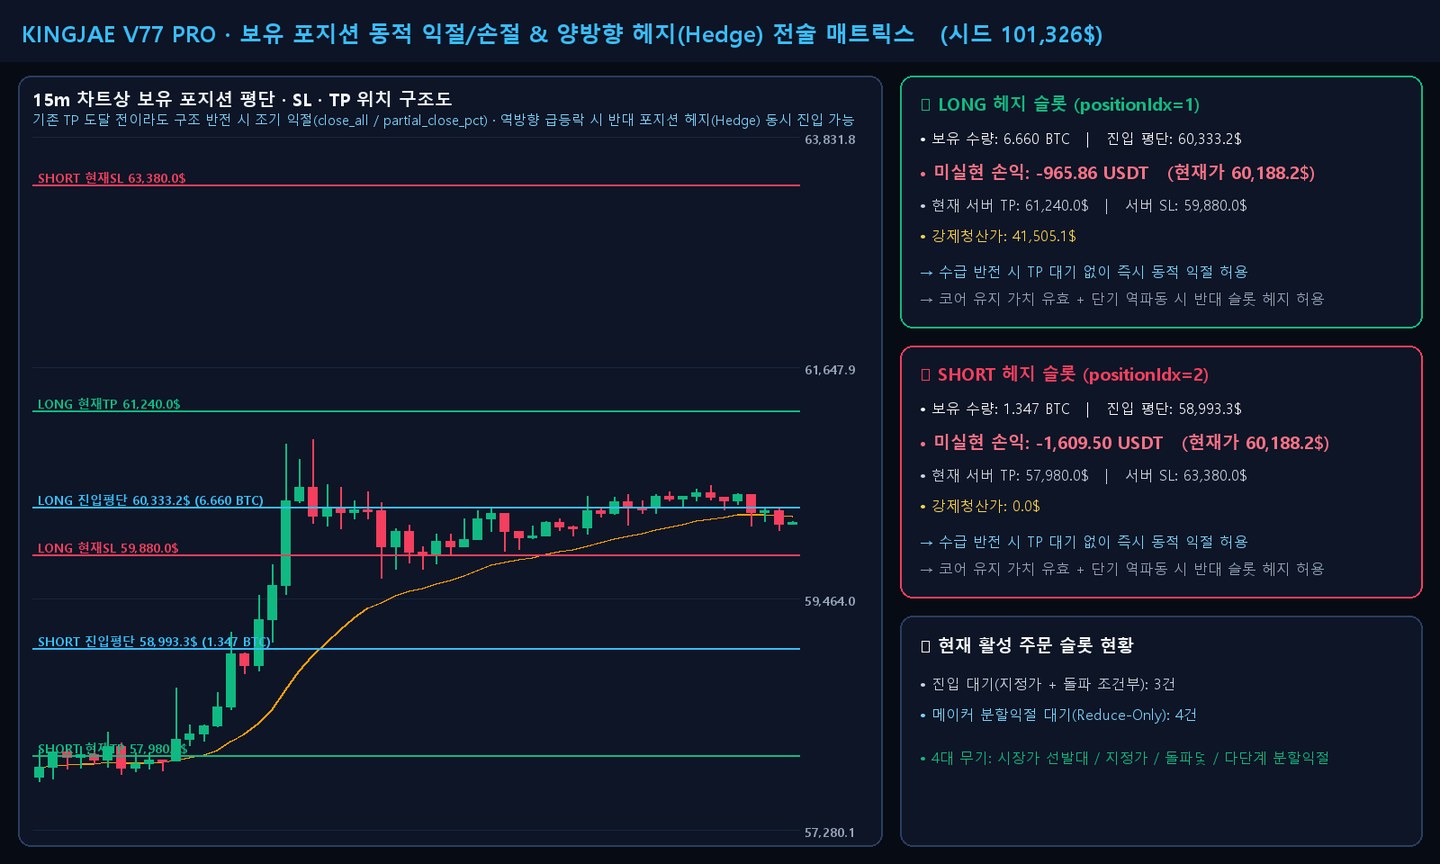 KINGJAE V77 PRO · 보유 포지션 동적 익절/손절 & 양방향 헤지(Hedge) 전술 매트릭스 (시드 101,326$)
15m 차트상 보유 포지션 평단 · SL · TP 위치 구조도
기존 TP 도달 전이라도 구조 반전 시 조기 익절(close_all / partial_close_pct) · 역방향 급등락 시 반대 포지션 헤지(Hedge) 동시 진입 가능
63,831.8
SHORT 현재SL 63,380.0$
61,647.9
LONG 현재TP 61,240.0$
LONG 진입평단 60,333.2$ (6.660 BTC)
LONG 현재SL 59,880.0$
59,464.0
SHORT 진입평단 58,993.3$ (1.347 BTC)
SHORT 현재TP 57,980.0$
57,280.1
LONG 헤지 슬롯 (positionIdx=1)
• 보유 수량: 6.660 BTC | 진입 평단: 60,333.2$
• 미실현 손익: -965.86 USDT (현재가 60,188.2$)
• 현재 서버 TP: 61,240.0$ | 서버 SL: 59,880.0$
• 강제청산가: 41,505.1$
→ 수급 반전 시 TP 대기 없이 즉시 동적 익절 허용
→ 코어 유지 가치 유효 + 단기 역파동 시 반대 슬롯 헤지 허용
SHORT 헤지 슬롯 (positionIdx=2)
• 보유 수량: 1.347 BTC | 진입 평단: 58,993.3$
• 미실현 손익: -1,609.50 USDT (현재가 60,188.2$)
• 현재 서버 TP: 57,980.0$ | 서버 SL: 63,380.0$
• 강제청산가: 0.0$
→ 수급 반전 시 TP 대기 없이 즉시 동적 익절 허용
→ 코어 유지 가치 유효 + 단기 역파동 시 반대 슬롯 헤지 허용
현재 활성 주문 슬롯 현황
• 진입 대기(지정가 + 돌파 조건부): 3건
• 메이커 분할익절 대기(Reduce-Only): 4건
• 4대 무기: 시장가 선발대 / 지정가 / 돌파덫 / 다단계 분할익절